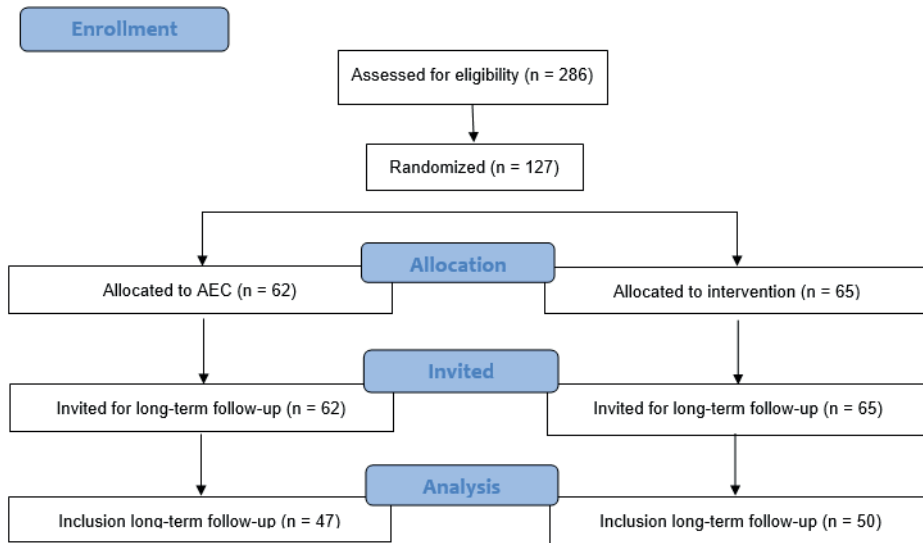 Enrollment
Assessed for eligibility (n = 286)
Randomized (n = 127)
Allocation
Allocated to AEC (n = 62)
Allocated to intervention (n = 65)
Invited
Invited for long-term follow-up (n = 62)
Invited for long-term follow-up (n = 65)
Analysis
Inclusion long-term follow-up (n = 47)
Inclusion long-term follow-up (n = 50)